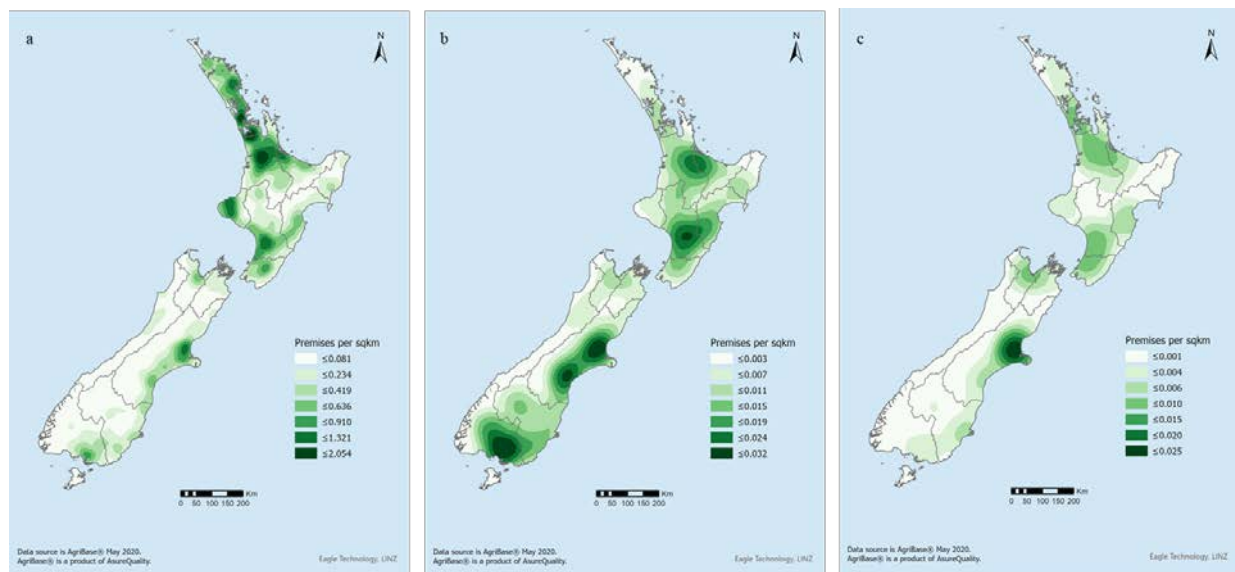 a
N
Premises per sqkm
≤0.081
≤0.234
≤0.419
≤0.636
≤0.910
≤1.321
≤2.054
Km
0 50 100 150 200
Data source is AgriBase® May 2020.
AgriBase® is a product of AsureQuality.
Eagle Technology, LINZ
b
N
Premises per sqkm
≤0.003
≤0.007
≤0.011
≤0.015
≤0.019
≤0.024
≤0.032
Km
0 50 100 150 200
Data source is AgriBase® May 2020.
AgriBase® is a product of AsureQuality.
Eagle Technology, LINZ
c
N
Premises per sqkm
≤0.001
≤0.004
≤0.006
≤0.010
≤0.015
≤0.020
≤0.025
Km
0 50 100 150 200
Data source is AgriBase® May 2020.
AgriBase® is a product of AsureQuality.
Eagle Technology, LINZ